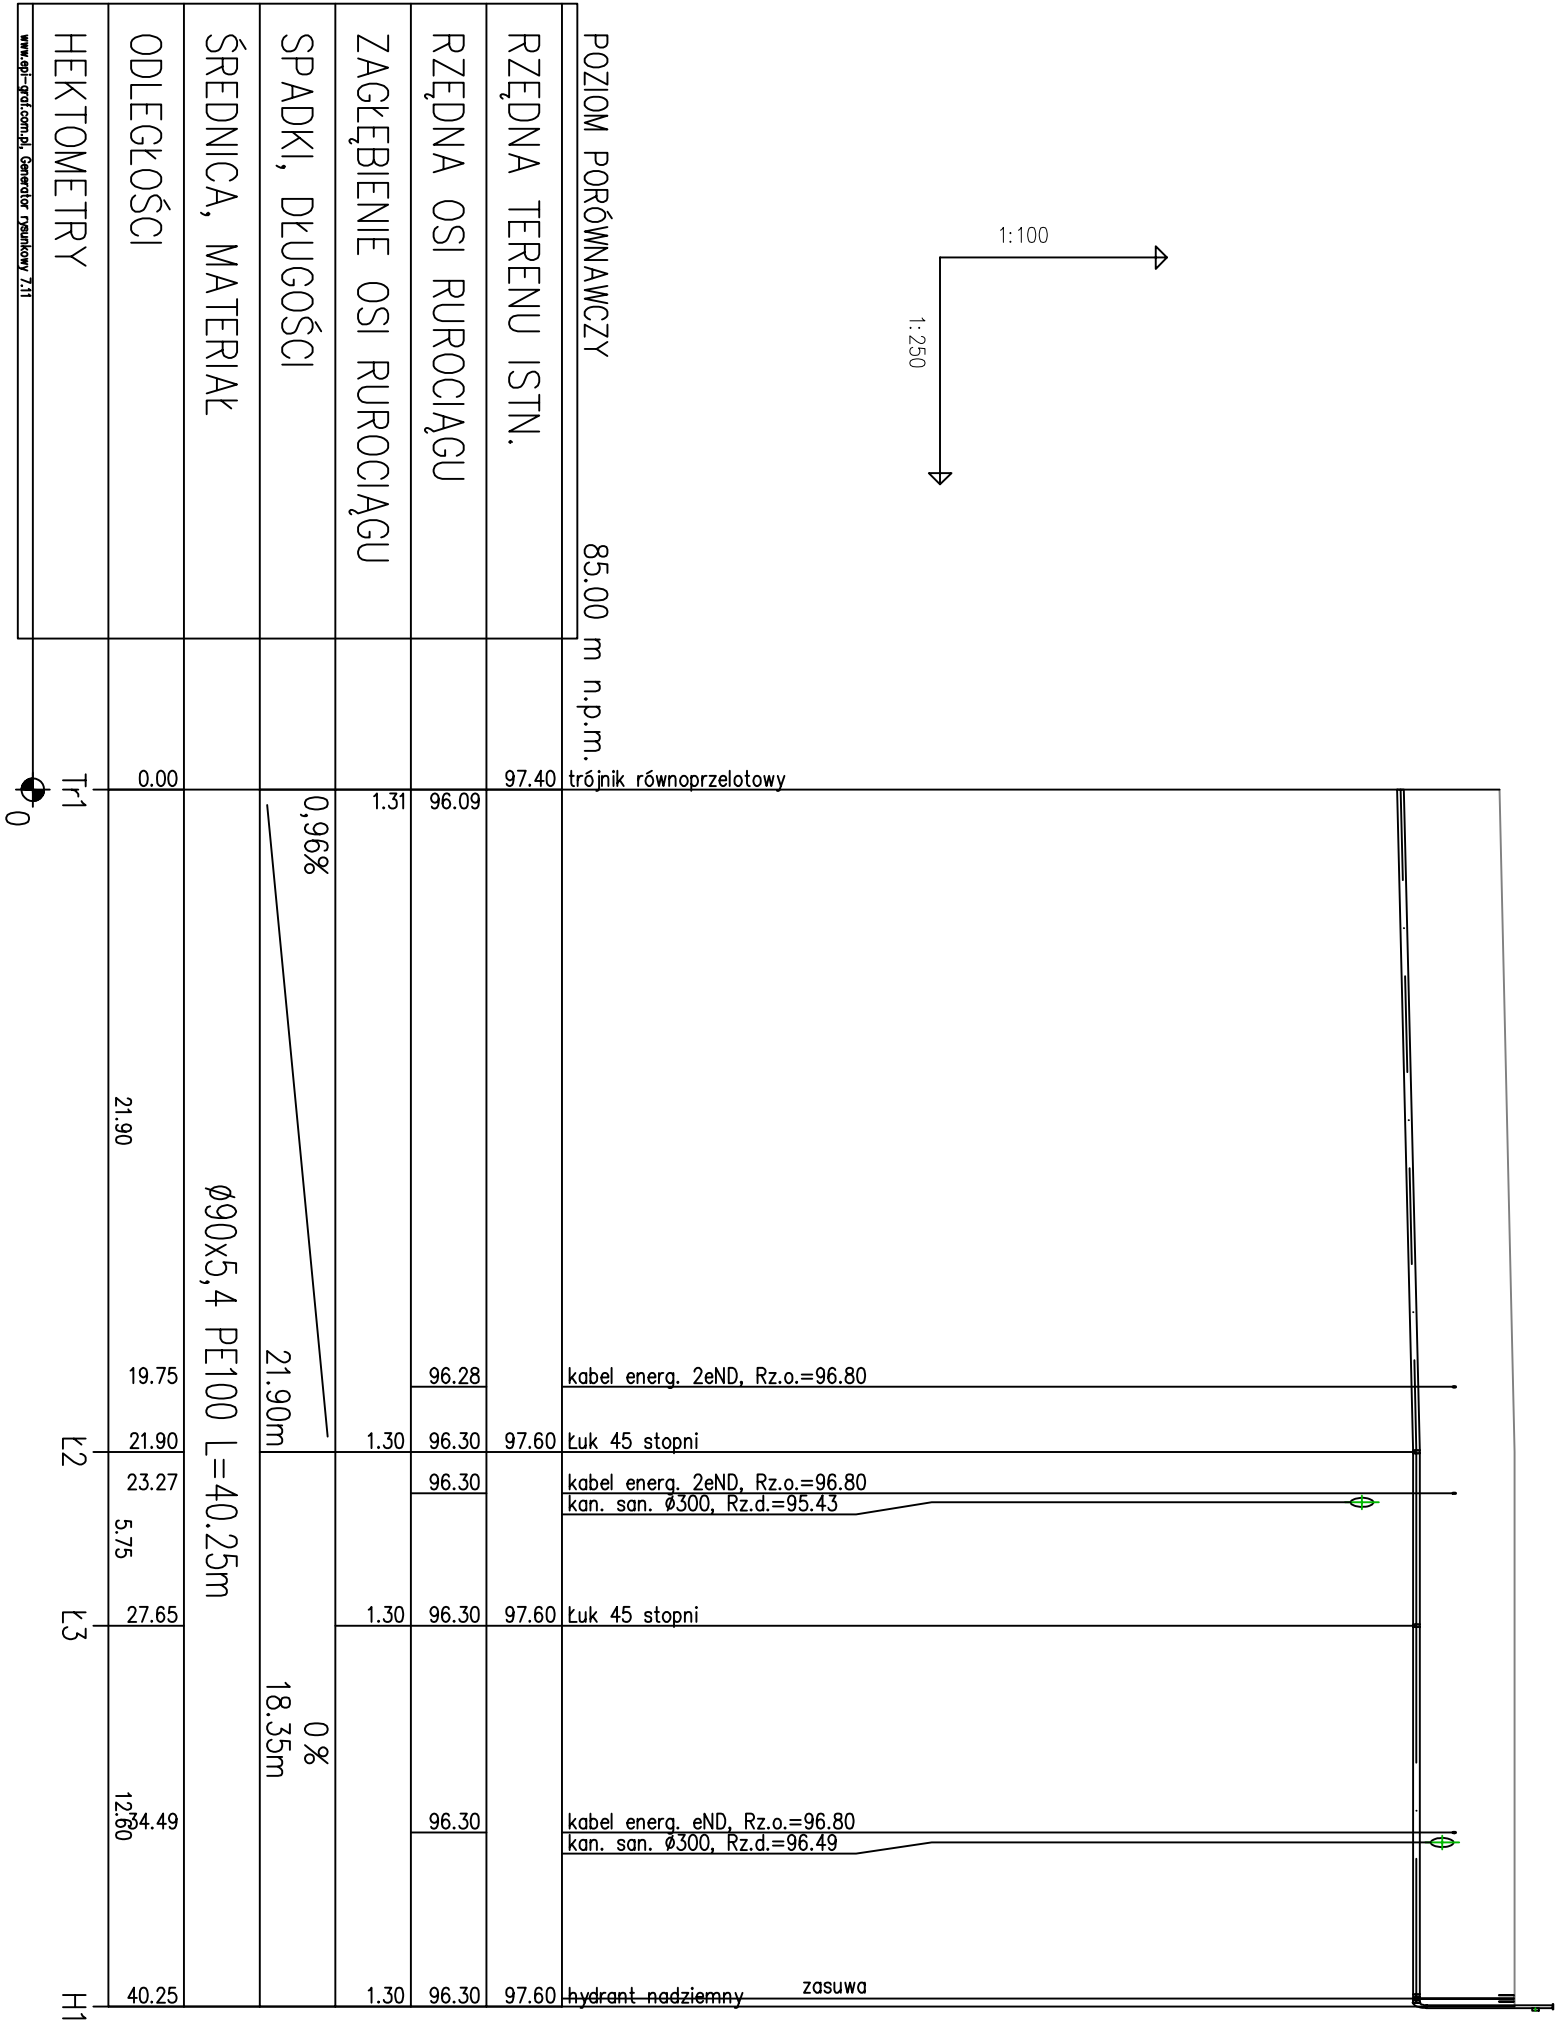 1:100
1:250
POZIOM PORÓWNAWCZY 85.00 m n.p.m.
trójnik równoprzelotowy
kabel energ. 2eND, Rz.o.=96.80
Łuk 45 stopni
kabel energ. 2eND, Rz.o.=96.80
kan. san. Ø300, Rz.d.=95.43
Łuk 45 stopni
kabel energ. eND, Rz.o.=96.80
kan. san. Ø300, Rz.d.=96.49
zasuwa
hydrant nadziemny
RZĘDNA TERENU ISTN. 97.40 97.60 97.60 97.60
RZĘDNA OSI RUROCIĄGU 96.09 96.28 96.30 96.30 96.30 96.30 96.30
ZAGŁĘBIENIE OSI RUROCIĄGU 1.31 1.30 1.30 1.30
SPADKI, DŁUGOŚCI 0,96% 21.90m 0% 18.35m
ŚREDNICA, MATERIAŁ Ø90x5,4 PE100 L=40.25m
ODLEGŁOŚCI 0.00 19.75 21.90 23.27 27.65 34.49 40.25
21.90 5.75 12.60
HEKTOMETRY Tr1 Ł2 Ł3 H1
0
www.epi-graf.com.pl, Generator rysunkowy 7.11